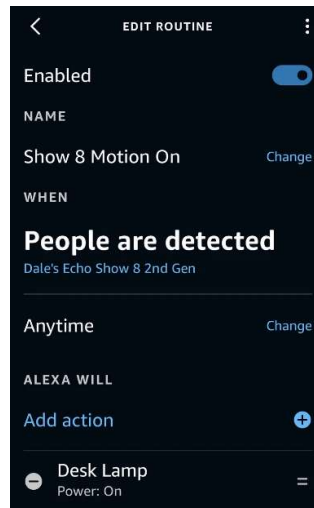 EDIT ROUTINE
Enabled
NAME
Show 8 Motion On Change
WHEN
People are detected
Dale's Echo Show 8 2nd Gen
Anytime Change
ALEXA WILL
Add action
Desk Lamp
Power: On